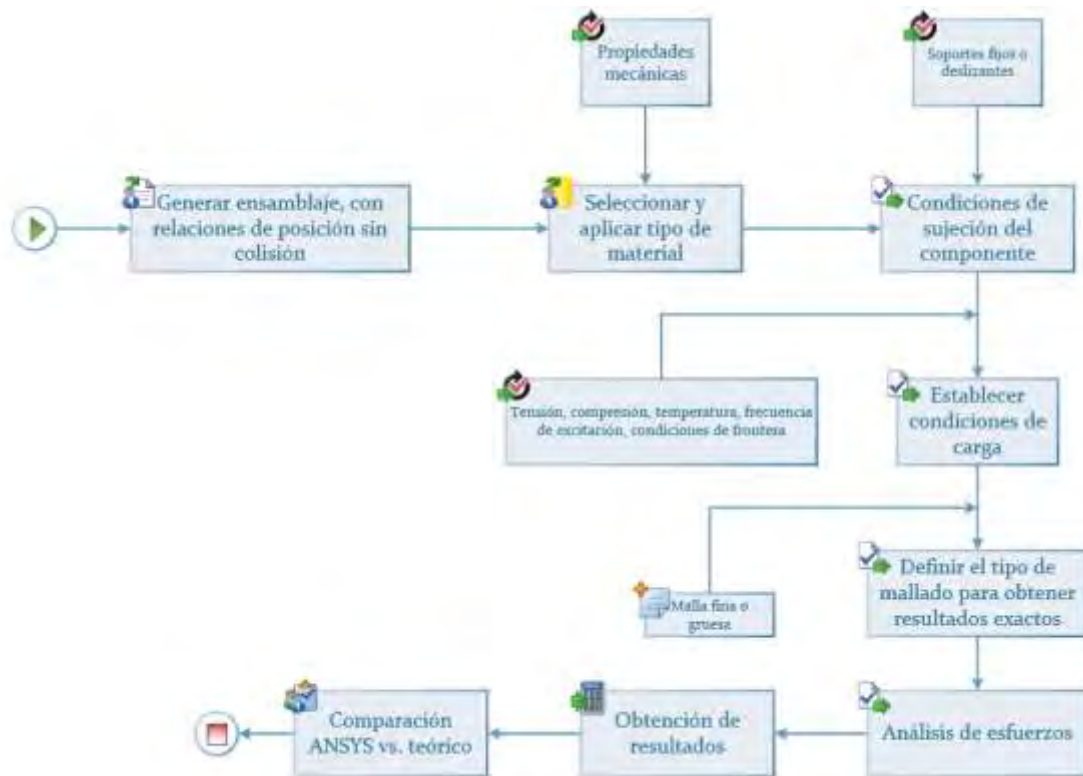 Propiedades
mecánicas
Soportes fijos o
deslizantes
Generar ensamblaje, con
relaciones de posición sin
colisión
Seleccionar y
aplicar tipo de
material
Condiciones de
sujeción del
componente
Tensión, compresión, temperatura, frecuencia
de excitación, condiciones de frontera
Establecer
condiciones de
carga
Malla fina o
gruesa
Definir el tipo de
mallado para obtener
resultados exactos
Comparación
ANSYS vs. teórico
Obtención de
resultados
Análisis de esfuerzos